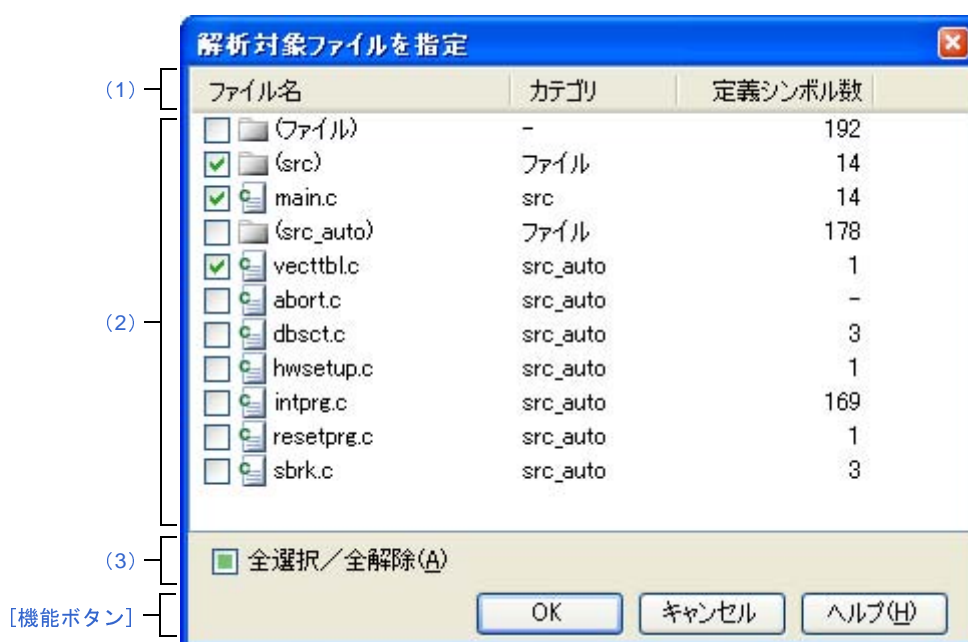 解析対象ファイルを指定
(1) ファイル名 カテゴリ 定義シンボル数
(ファイル) - 192
(src) ファイル 14
main.c src 14
(src_auto) ファイル 178
vecttbl.c src_auto 1
abort.c src_auto -
(2) dbsct.c src_auto 3
hwsetup.c src_auto 1
intprg.c src_auto 169
resetprg.c src_auto 1
sbrk.c src_auto 3
(3) 全選択／全解除(A)
[機能ボタン] OK キャンセル ヘルプ(H)